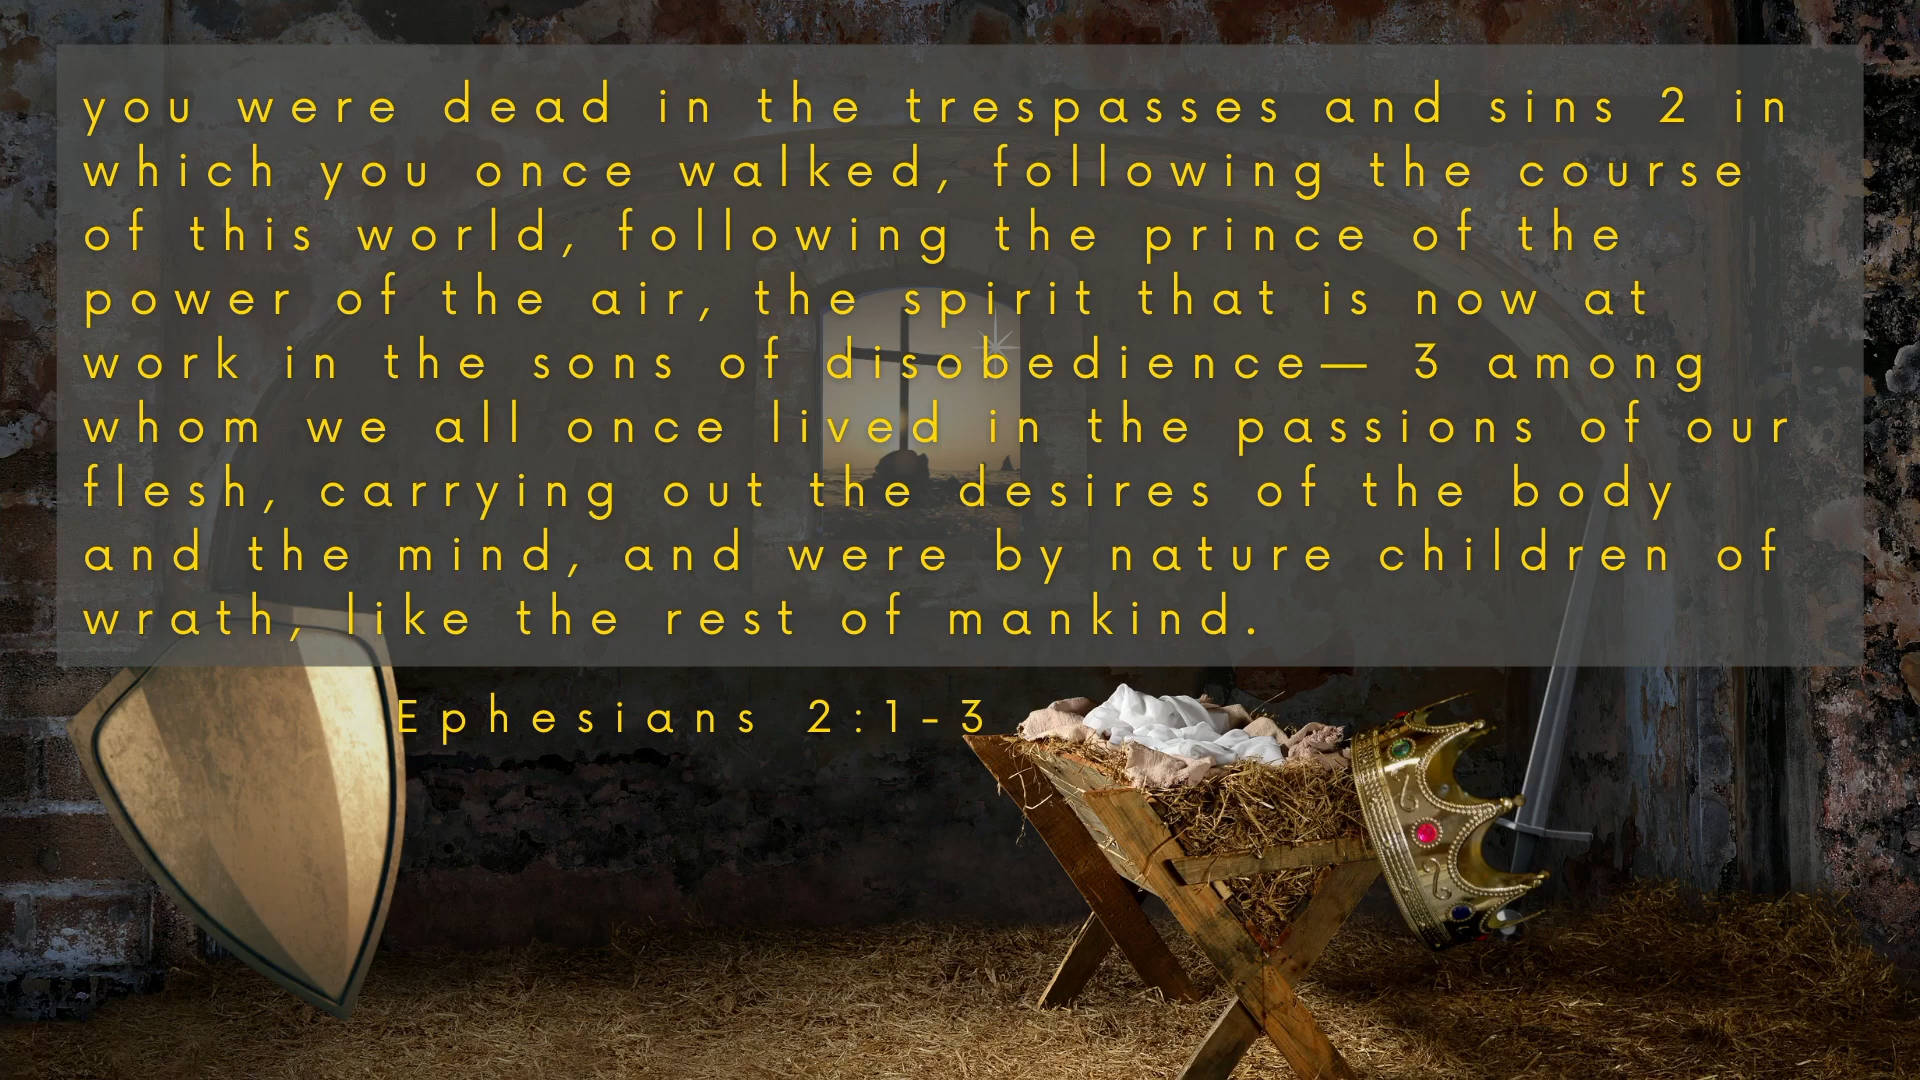 you were dead in the trespasses and sins 2 in
which you once walked, following the course
of this world, following the prince of the
power of the air, the spirit that is now at
work in the sons of disobedience— 3 among
whom we all once lived in the passions of our
flesh, carrying out the desires of the body
and the mind, and were by nature children of
wrath, like the rest of mankind.
Ephesians 2:1-3